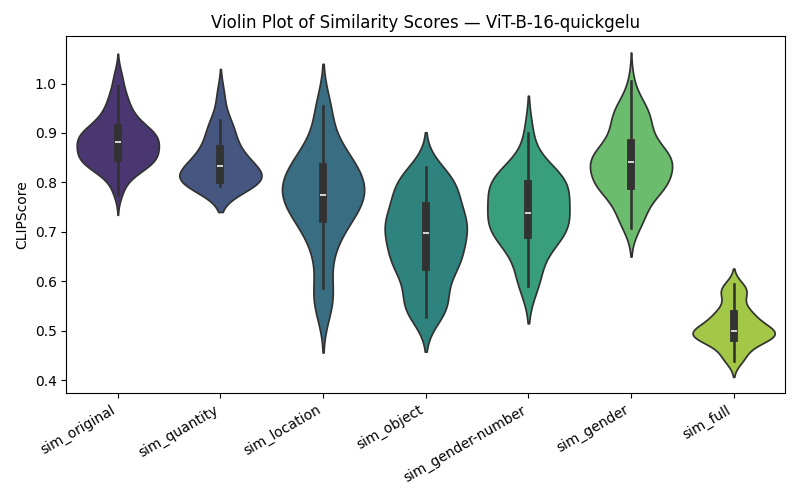 Violin Plot of Similarity Scores — ViT-B-16-quickgelu
CLIPScore
1.0
0.9
0.8
0.7
0.6
0.5
0.4
sim_original
sim_quantity
sim_location
sim_object
sim_gender-number
sim_gender
sim_full